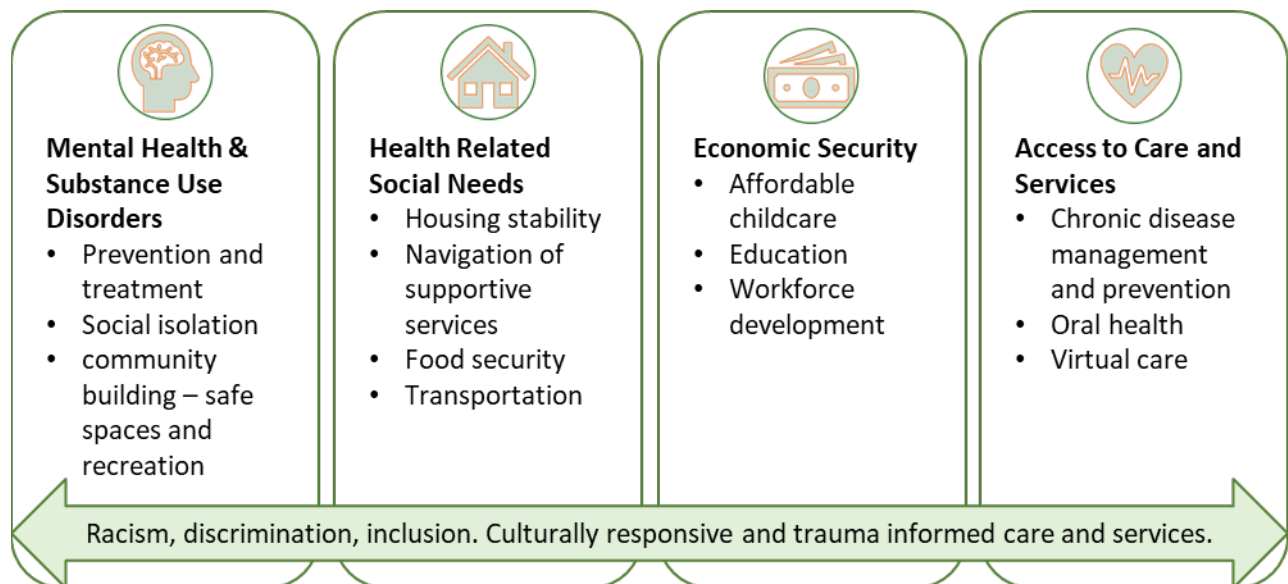 Mental Health &
Substance Use
Disorders
• Prevention and
treatment
• Social isolation
• community
building – safe
spaces and
recreation
Health Related
Social Needs
• Housing stability
• Navigation of
supportive
services
• Food security
• Transportation
Economic Security
• Affordable
childcare
• Education
• Workforce
development
Access to Care and
Services
• Chronic disease
management
and prevention
• Oral health
• Virtual care
Racism, discrimination, inclusion. Culturally responsive and trauma informed care and services.